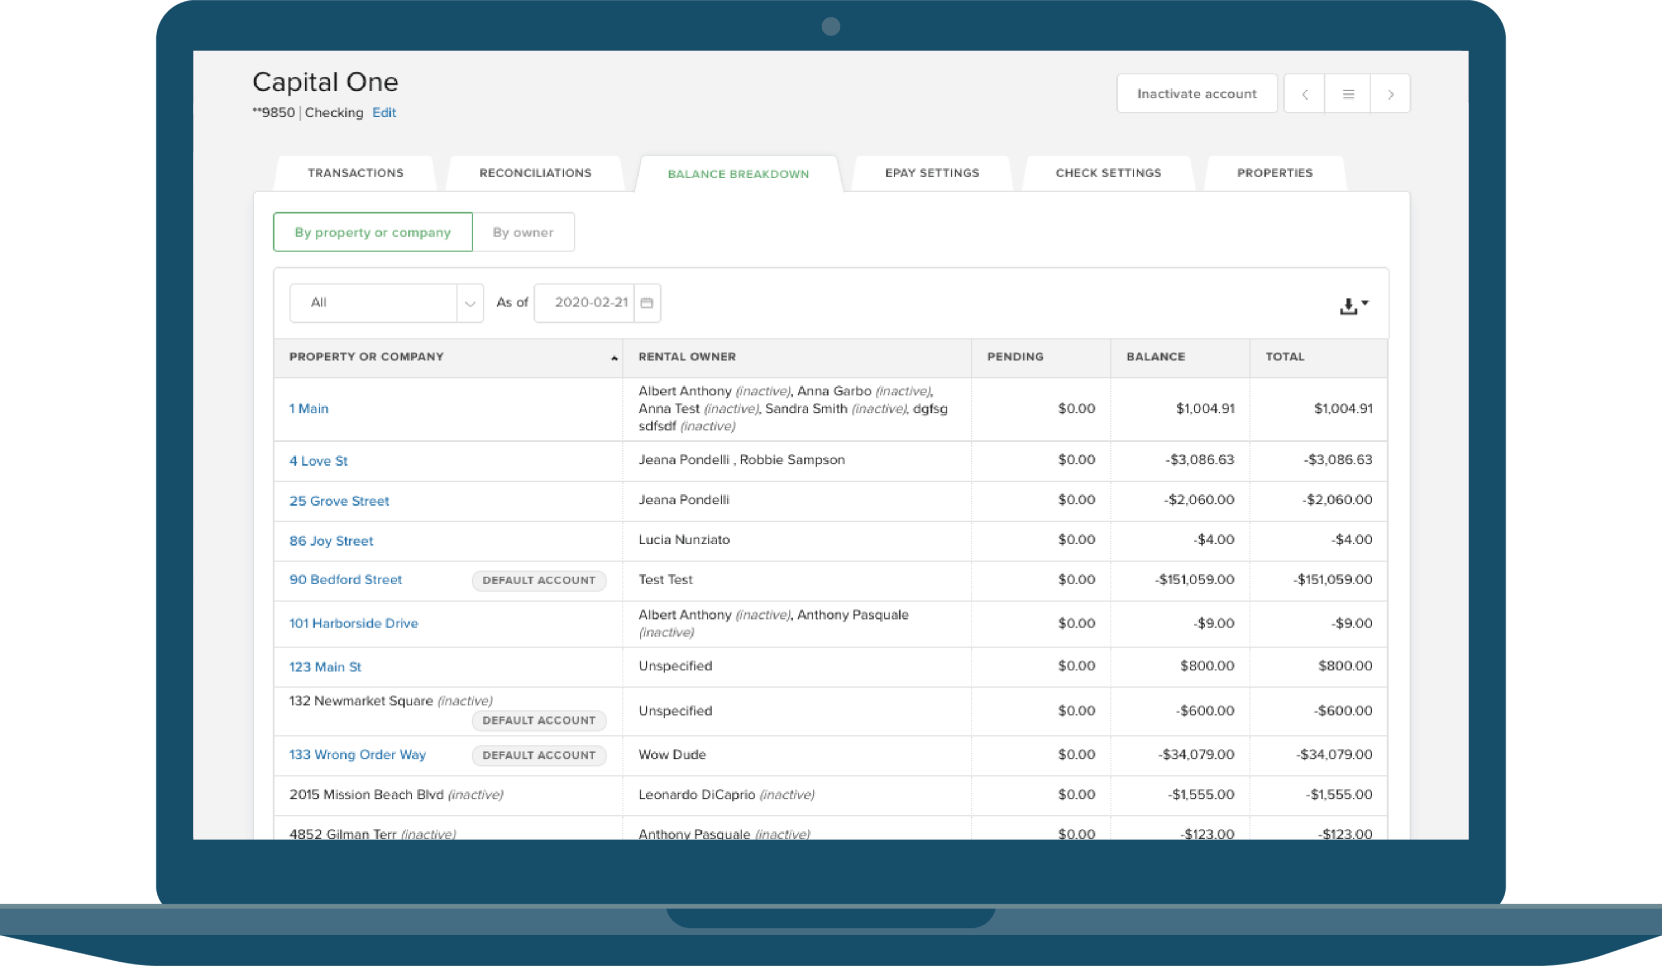 Capital One
**9850 | Checking Edit
Inactivate account
TRANSACTIONS RECONCILIATIONS BALANCE BREAKDOWN EPAY SETTINGS CHECK SETTINGS PROPERTIES
By property or company By owner
All As of 2020-02-21
PROPERTY OR COMPANY RENTAL OWNER PENDING BALANCE TOTAL
Albert Anthony (inactive), Anna Garbo (inactive),
1 Main Anna Test (inactive), Sandra Smith (inactive), dgfsg $0.00 $1,004.91 $1,004.91
sdfsdf (inactive)
4 Love St Jeana Pondelli , Robbie Sampson $0.00 -$3,086.63 -$3,086.63
25 Grove Street Jeana Pondelli $0.00 -$2,060.00 -$2,060.00
86 Joy Street Lucia Nunziato $0.00 -$4.00 -$4.00
90 Bedford Street DEFAULT ACCOUNT Test Test $0.00 -$151,059.00 -$151,059.00
Albert Anthony (inactive), Anthony Pasquale
101 Harborside Drive $0.00 -$9.00 -$9.00
(inactive)
123 Main St Unspecified $0.00 $800.00 $800.00
132 Newmarket Square (inactive)
Unspecified $0.00 -$600.00 -$600.00
DEFAULT ACCOUNT
133 Wrong Order Way DEFAULT ACCOUNT Wow Dude $0.00 -$34,079.00 -$34,079.00
2015 Mission Beach Blvd (inactive) Leonardo DiCaprio (inactive) $0.00 -$1,555.00 -$1,555.00
4852 Gilman Terr (inactive) Anthony Pasquale (inactive) $0.00 -$123.00 -$123.00